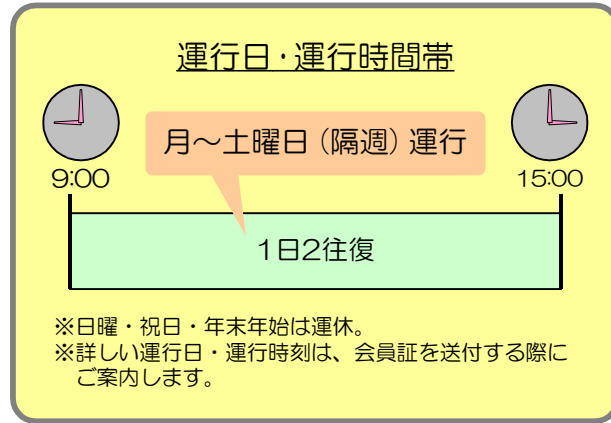 運行日・運行時間帯
月～土曜日（隔週）運行
9:00
15:00
1日2往復
※日曜・祝日・年末年始は運休。
※詳しい運行日・運行時刻は、会員証を送付する際に
ご案内します。